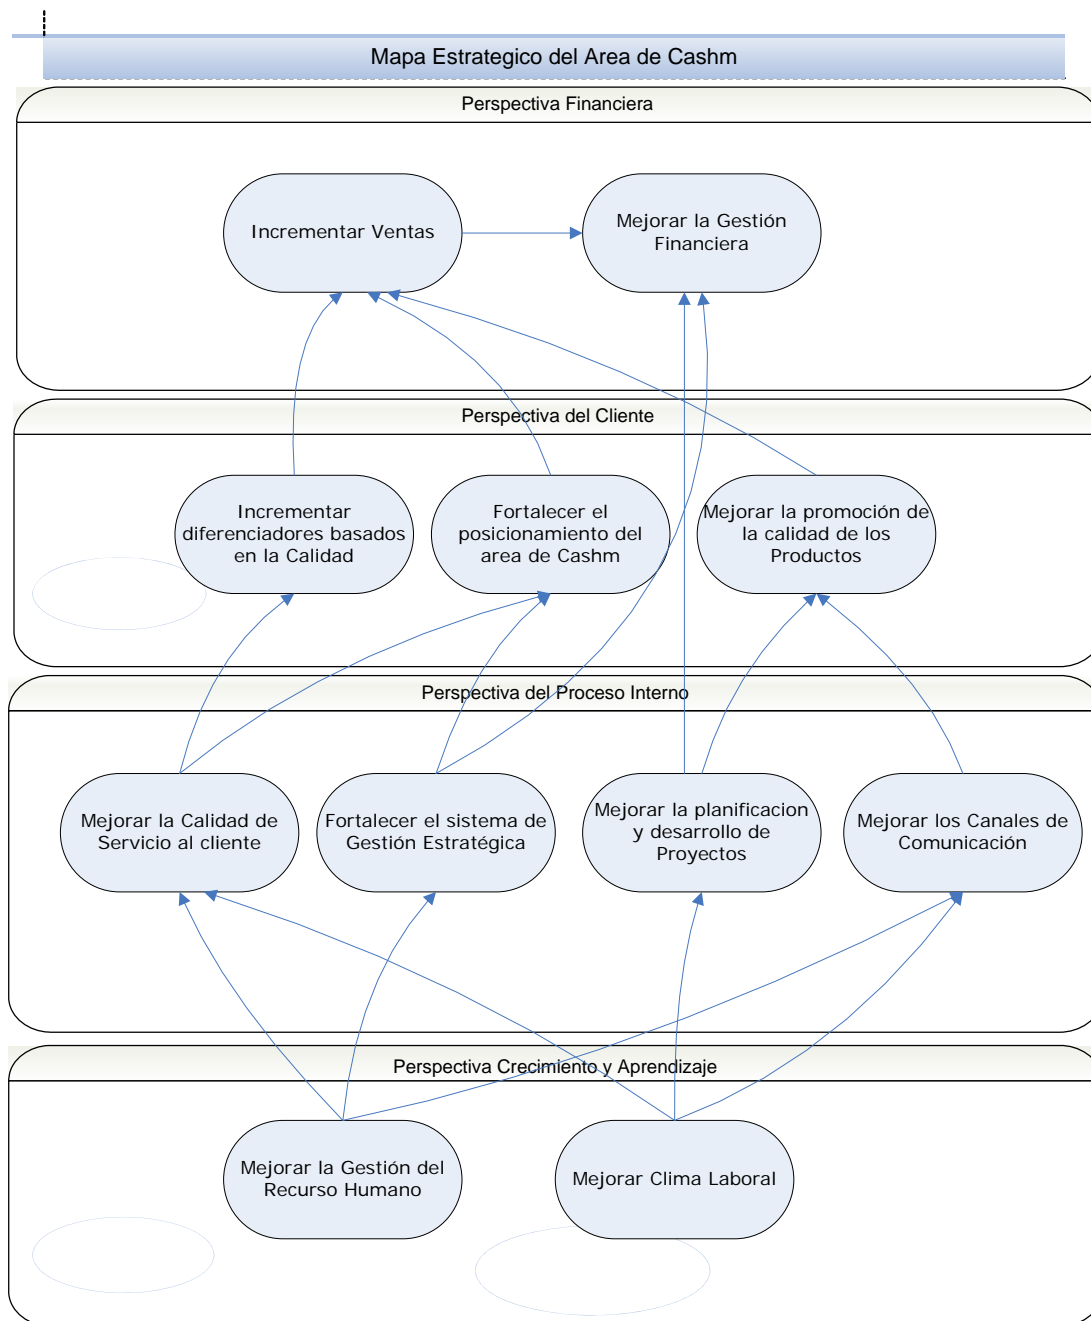 Mapa Estrategico del Area de Cashm
Perspectiva Financiera
Incrementar Ventas
Mejorar la Gestión
Financiera
Perspectiva del Cliente
Incrementar
diferenciadores basados
en la Calidad
Fortalecer el
posicionamiento del
area de Cashm
Mejorar la promoción de
la calidad de los
Productos
Perspectiva del Proceso Interno
Mejorar la Calidad de
Servicio al cliente
Fortalecer el sistema de
Gestión Estratégica
Mejorar la planificacion
y desarrollo de
Proyectos
Mejorar los Canales de
Comunicación
Perspectiva Crecimiento y Aprendizaje
Mejorar la Gestión del
Recurso Humano
Mejorar Clima Laboral